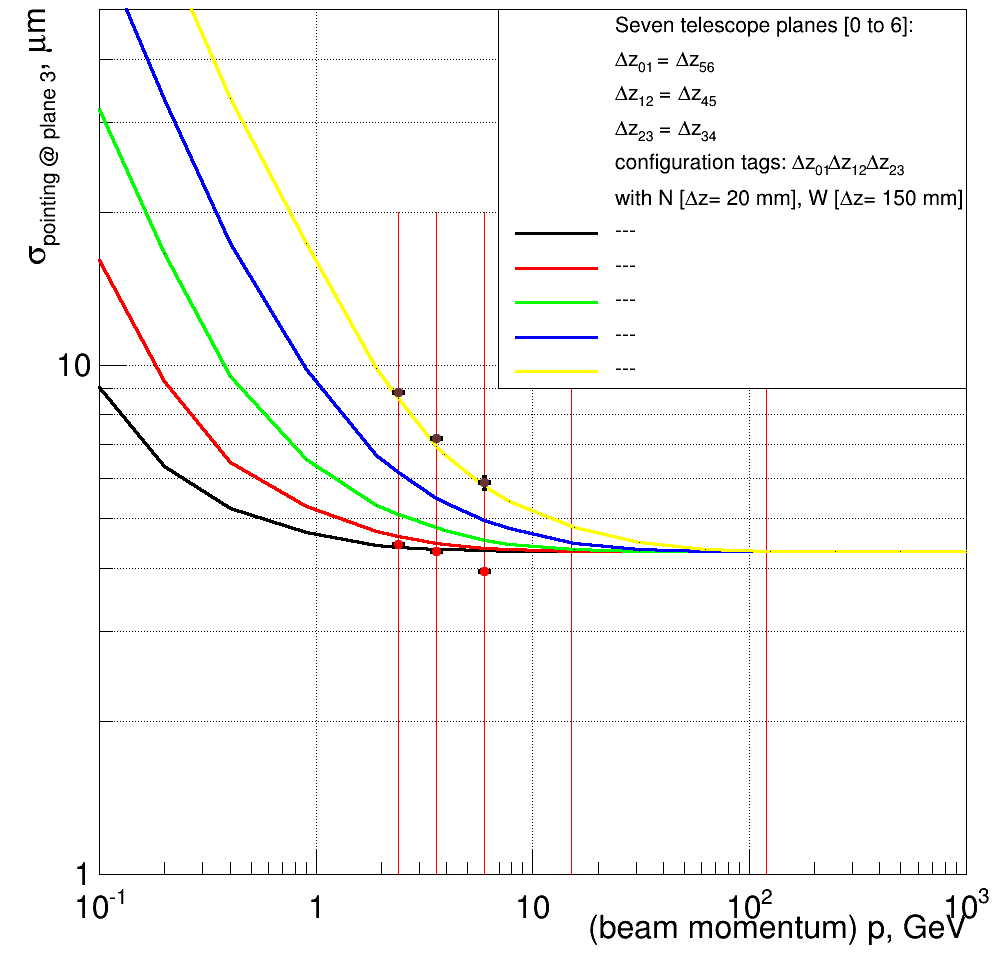 σpointing @ plane 3, μm
Seven telescope planes [0 to 6]:
Δz01 = Δz56
Δz12 = Δz45
Δz23 = Δz34
configuration tags: Δz01Δz12Δz23
with N [Δz= 20 mm], W [Δz= 150 mm]
---
---
---
---
---
10
1
10-1 1 10 102 103
(beam momentum) p, GeV